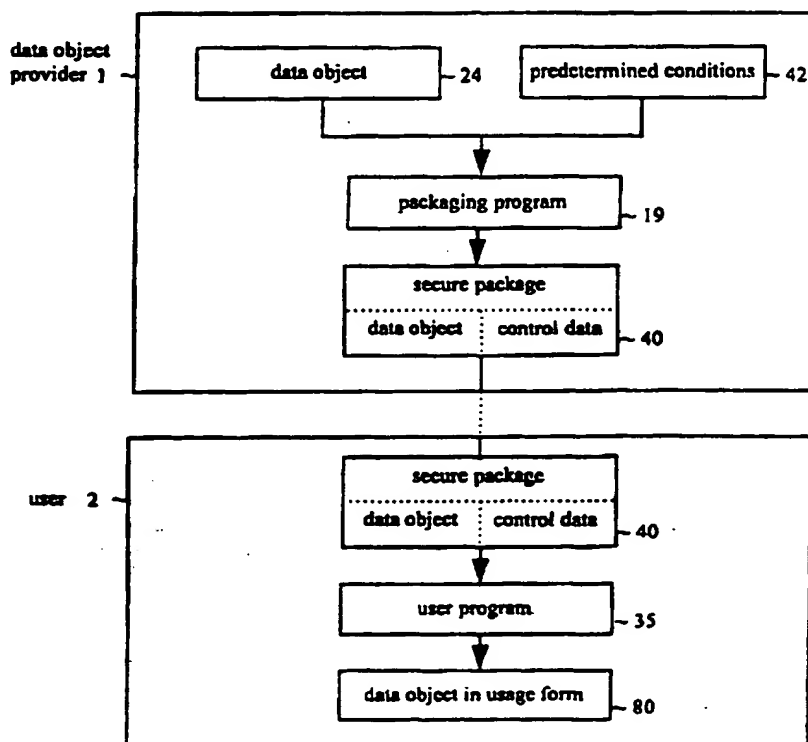 data object
provider 1
data object
24
predetermined conditions
42
packaging program
19
secure package
data object
control data
40
user 2
secure package
data object
control data
40
user program
35
data object in usage form
80